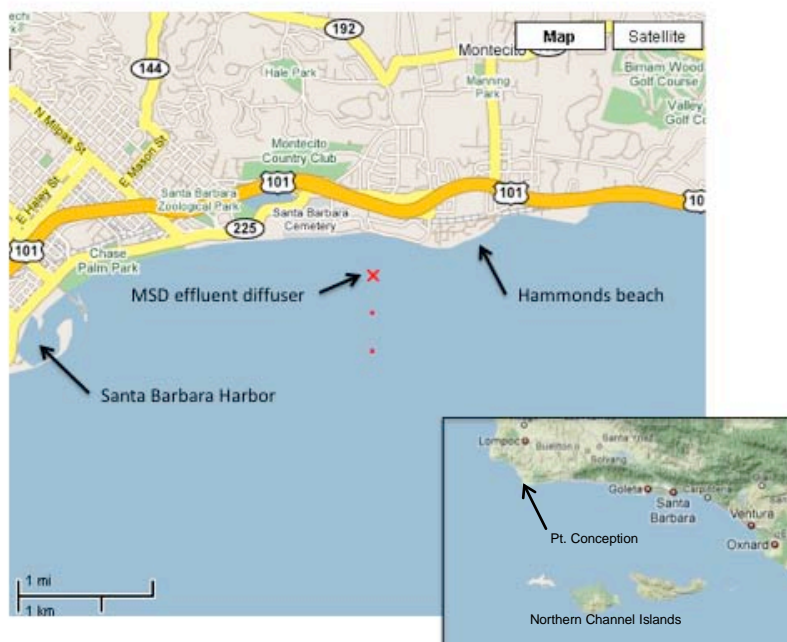 192
Map
Satellite
Montecito
144
Hale Park
Manning
Park
Birnam Wood
Golf Course
Valley
Golf
N Milpas St
E Mason St
Montecito
Country Club
E Haley St
Santa Barbara
Zoological Park
101
101
Santa Barbara
Cemetery
225
101
Chase
Palm Park
MSD effluent diffuser
Hammonds beach
Santa Barbara Harbor
Lompoc
Buellton
Santa Ynez
Solvang
Goleta
Carpinteria
Santa
Barbara
Ventura
Oxnard
Pt. Conception
Northern Channel Islands
1 mi
1 km